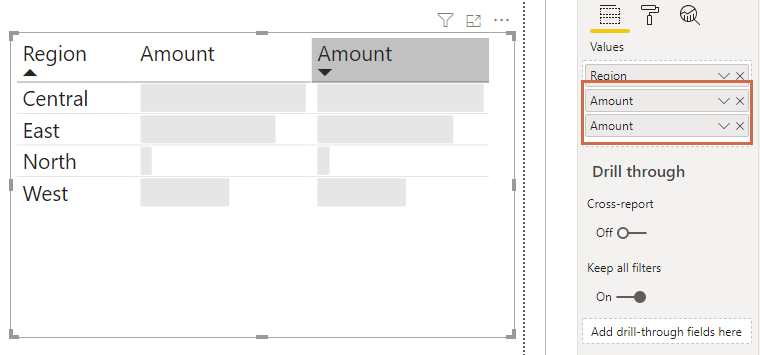 Region Amount Amount
Central
East
North
West
Values
Region
Amount
Amount
Drill through
Cross-report
Off
Keep all filters
On
Add drill-through fields here